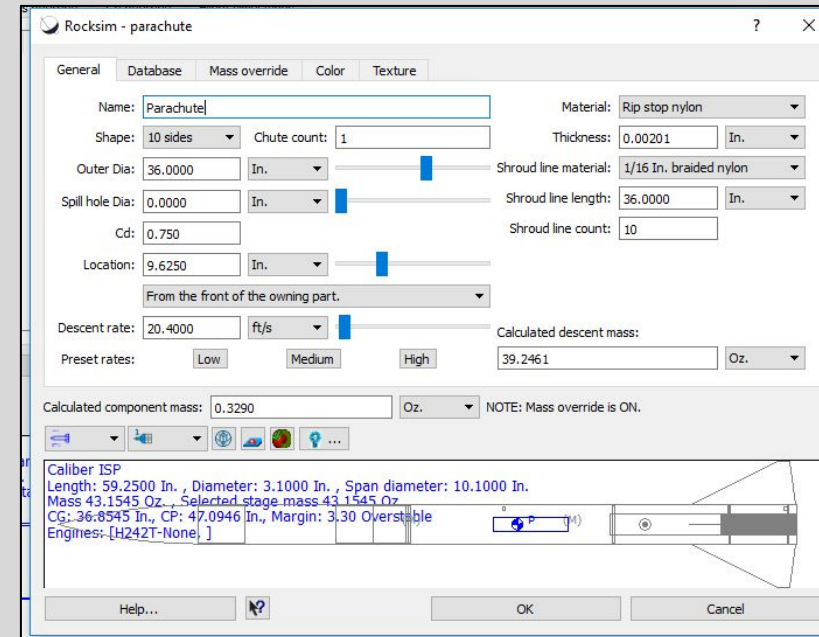 Rocksim - parachute ? ×
General Database Mass override Color Texture
Name: Parachute Material: Rip stop nylon
Shape: 10 sides Chute count: 1 Thickness: 0.00201 In.
Outer Dia: 36.0000 In. Shroud line material: 1/16 In. braided nylon
Spill hole Dia: 0.0000 In. Shroud line length: 36.0000 In.
Cd: 0.750 Shroud line count: 10
Location: 9.6250 In.
From the front of the owning part.
Descent rate: 20.4000 ft/s Calculated descent mass:
Preset rates: Low Medium High 39.2461 Oz.
Calculated component mass: 0.3290 Oz. NOTE: Mass override is ON.
...
Caliber ISP
Length: 59.2500 In. , Diameter: 3.1000 In. , Span diameter: 10.1000 In.
Mass 43.1545 Oz. , Selected stage mass 43.1545 Oz
CG: 36.8545 In., CP: 47.0946 In., Margin: 3.30 Overstable
Engines: [H242T-None, ]
P (M)
Help... OK Cancel